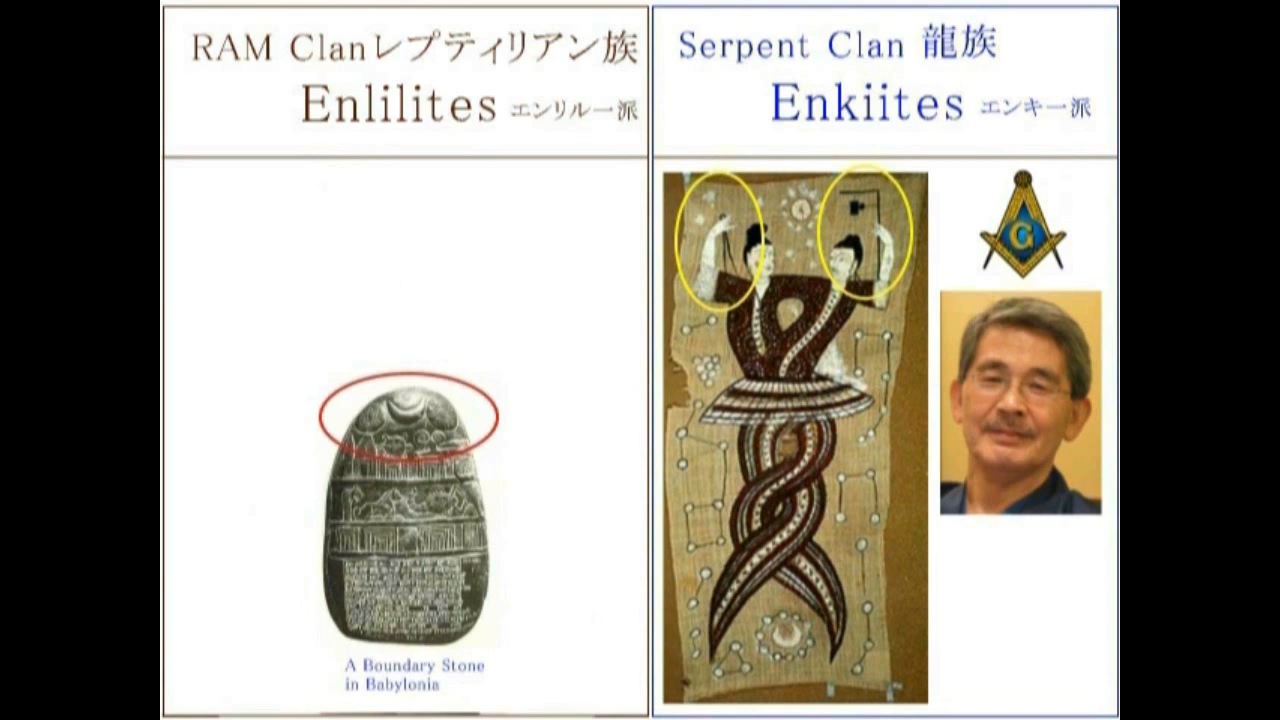 RAM Clanレプティリアン族
Enlilites エンリル一派
A Boundary Stone
in Babylonia
Serpent Clan 龍族
Enkiites エンキ一派
G